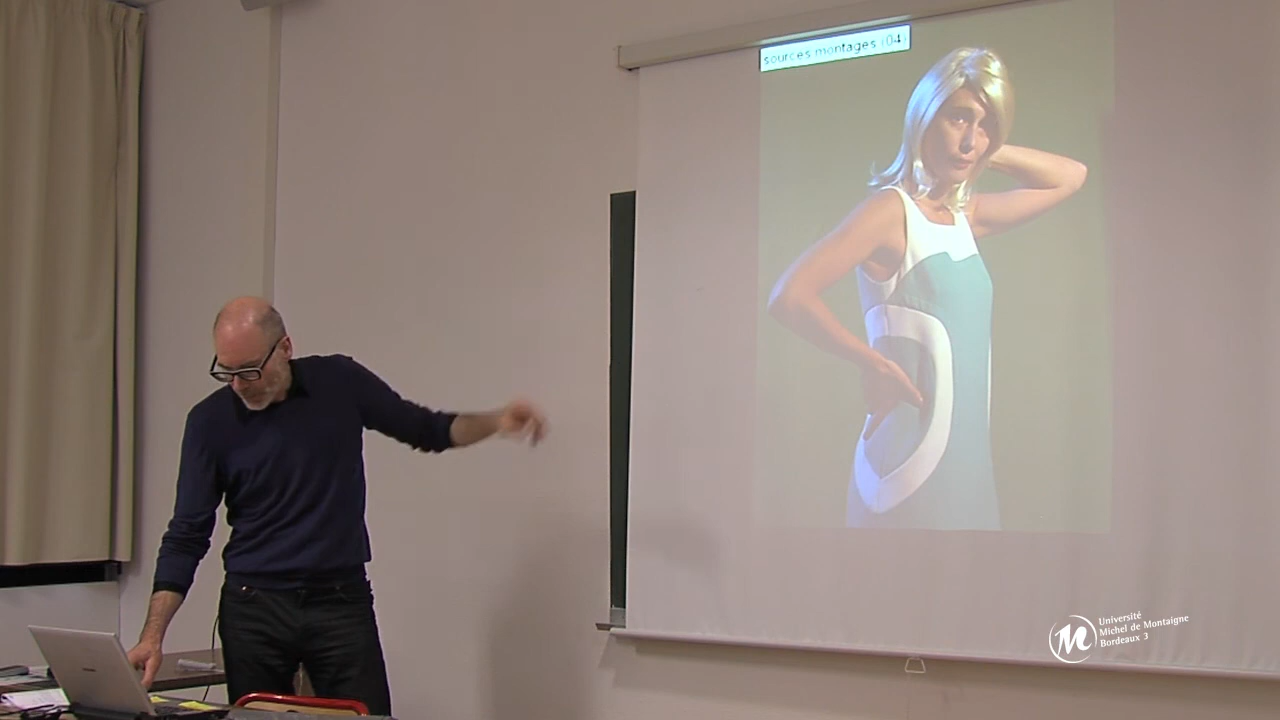 sources montages (04)
Université
Michel de Montaigne
Bordeaux 3